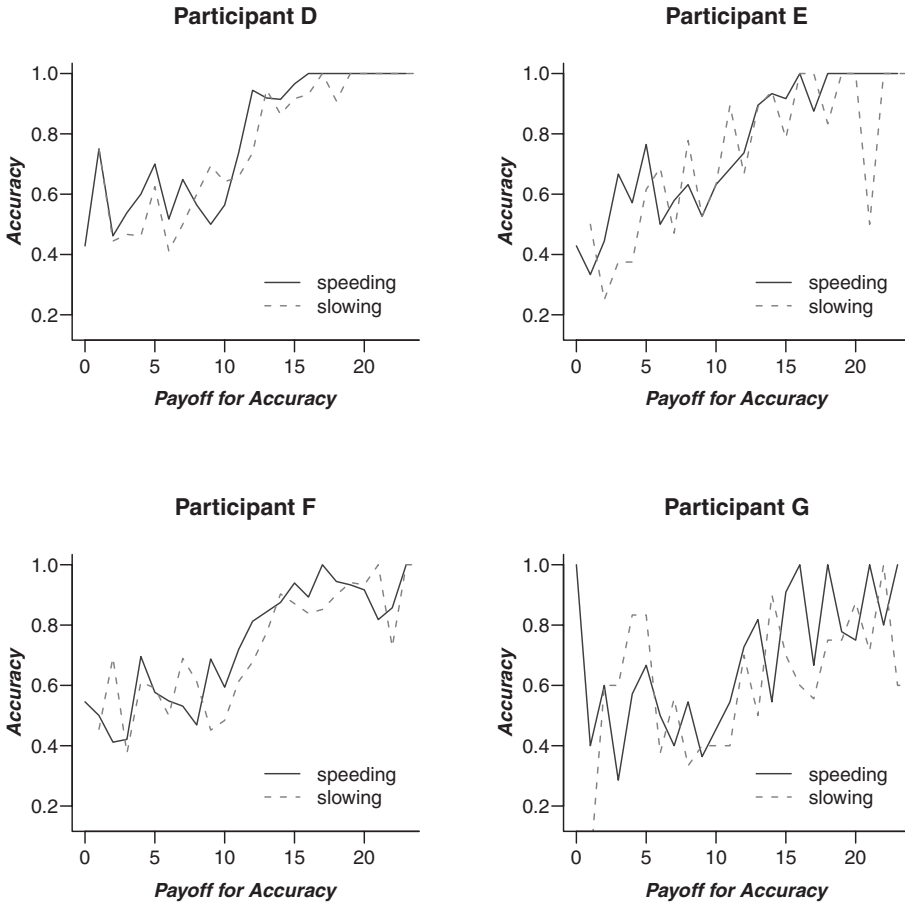 Participant D
Accuracy
1.0
0.8
0.6
0.4
0.2
speeding
slowing
0 5 10 15 20
Payoff for Accuracy
Participant E
Accuracy
1.0
0.8
0.6
0.4
0.2
speeding
slowing
0 5 10 15 20
Payoff for Accuracy
Participant F
Accuracy
1.0
0.8
0.6
0.4
0.2
speeding
slowing
0 5 10 15 20
Payoff for Accuracy
Participant G
Accuracy
1.0
0.8
0.6
0.4
0.2
speeding
slowing
0 5 10 15 20
Payoff for Accuracy